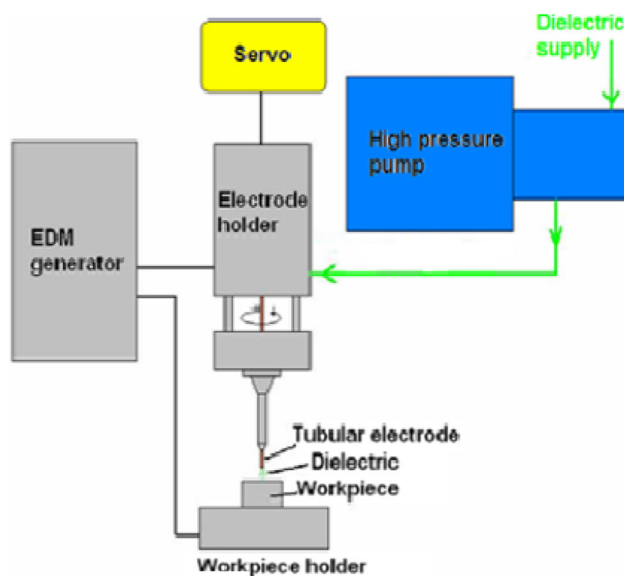 Dielectric
supply
Servo
High pressure
pump
Electrode
holder
EDM
generator
Tubular electrode
Dielectric
Workpiece
Workpiece holder